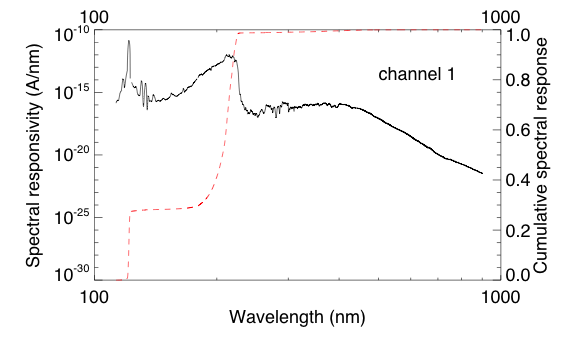 100 1000
10^-10 1.0
channel 1
0.8
10^-15
0.6
10^-20
0.4
10^-25
0.2
10^-30 0.0
100 1000
Wavelength (nm)
Spectral responsivity (A/nm)
Cumulative spectral response